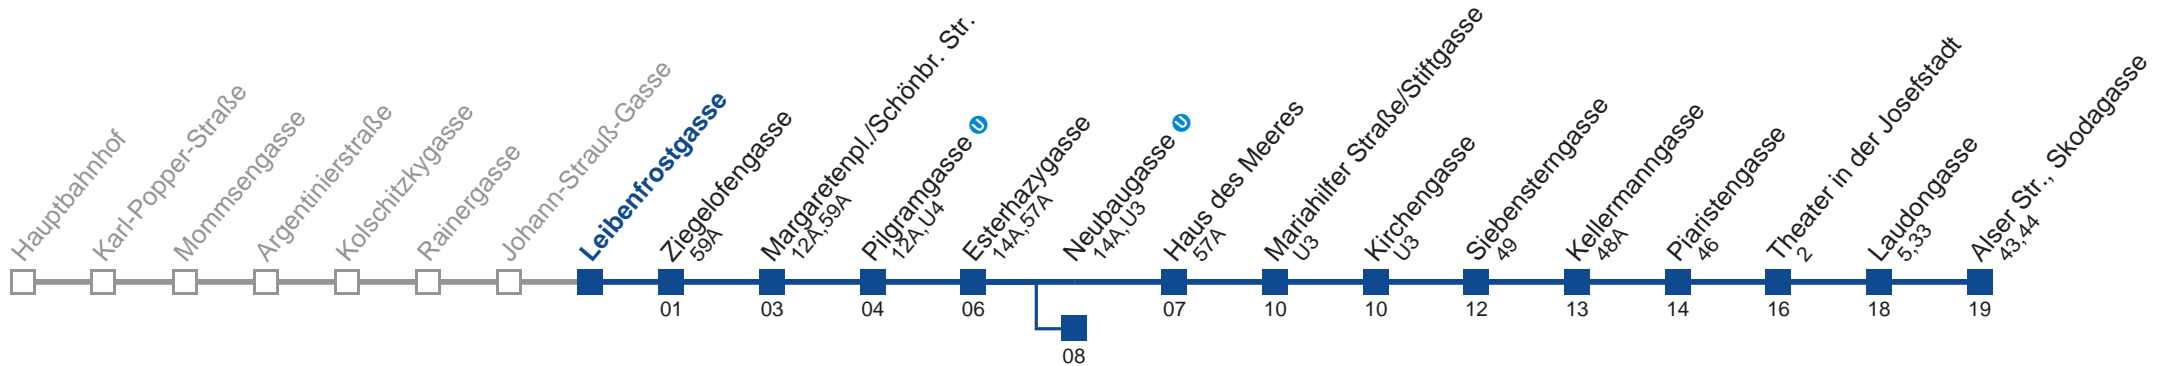 Hauptbahnhof
Karl-Popper-Straße
Mommsengasse
Argentinierstraße
Kolschitzkygasse
Rainergasse
Johann-Strauß-Gasse
Leibenfrostgasse
Ziegelofengasse
59A
01
Margaretenpl./Schönbr. Str.
12A,59A
03
Pilgramgasse U
12A,U4
04
Esterhazygasse
14A,57A
06
Neubaugasse U
14A,U3
08
Haus des Meeres
57A
07
Mariahilfer Straße/Stiftgasse
U3
10
Kirchengasse
U3
10
Siebensterngasse
49
12
Kellermanngasse
48A
13
Piaristengasse
46
14
Theater in der Josefstadt
2
16
Laudongasse
5,33
18
Alser Str., Skodagasse
43,44
19